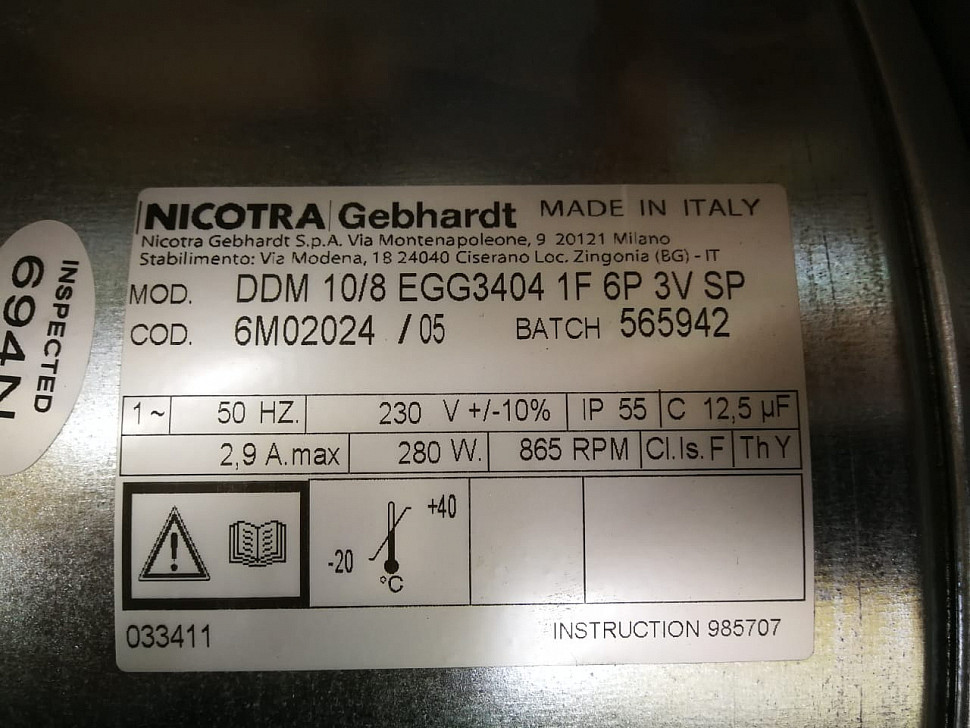 NICOTRA Gebhardt MADE IN ITALY
Nicotra Gebhardt S.p.A. Via Montenapoleone, 9 20121 Milano
Stabilimento: Via Modena, 18 24040 Ciserano Loc. Zingonia (BG) - IT
MOD. DDM 10/8 EGG3404 1F 6P 3V SP
COD. 6M02024 /05 BATCH 565942
1~ 50 HZ. 230 V +/-10% IP 55 C 12,5 µF
2,9 A.max 280 W. 865 RPM Cl.Is. F Th Y
-20 +40
°C
033411 INSTRUCTION 985707
INSPECTED
694N